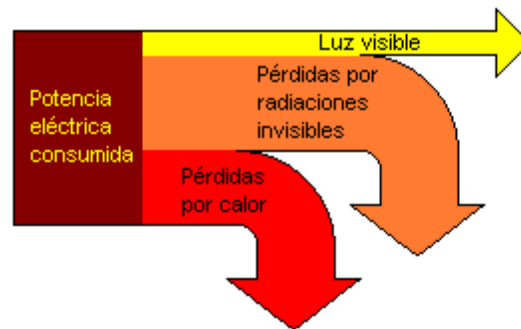 Luz visible
Potencia
eléctrica
consumida
Pérdidas por
radiaciones
invisibles
Pérdidas
por calor